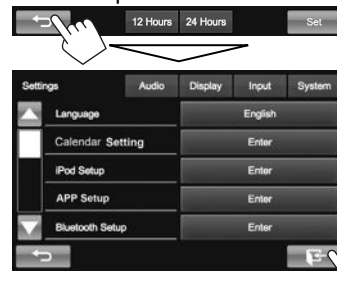 12 Hours 24 Hours Set
Settings Audio Display Input System
Language English
Calendar Setting Enter
iPod Setup Enter
APP Setup Enter
Bluetooth Setup Enter